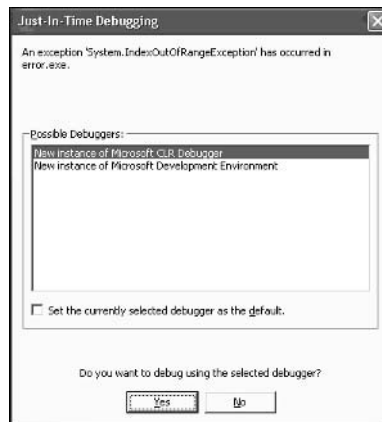 Just-In-Time Debugging
An exception 'System.IndexOutOfRangeException' has occurred in
error.exe.
Possible Debuggers:
New instance of Microsoft CLR Debugger
New instance of Microsoft Development Environment
Set the currently selected debugger as the default.
Do you want to debug using the selected debugger?
Yes
No